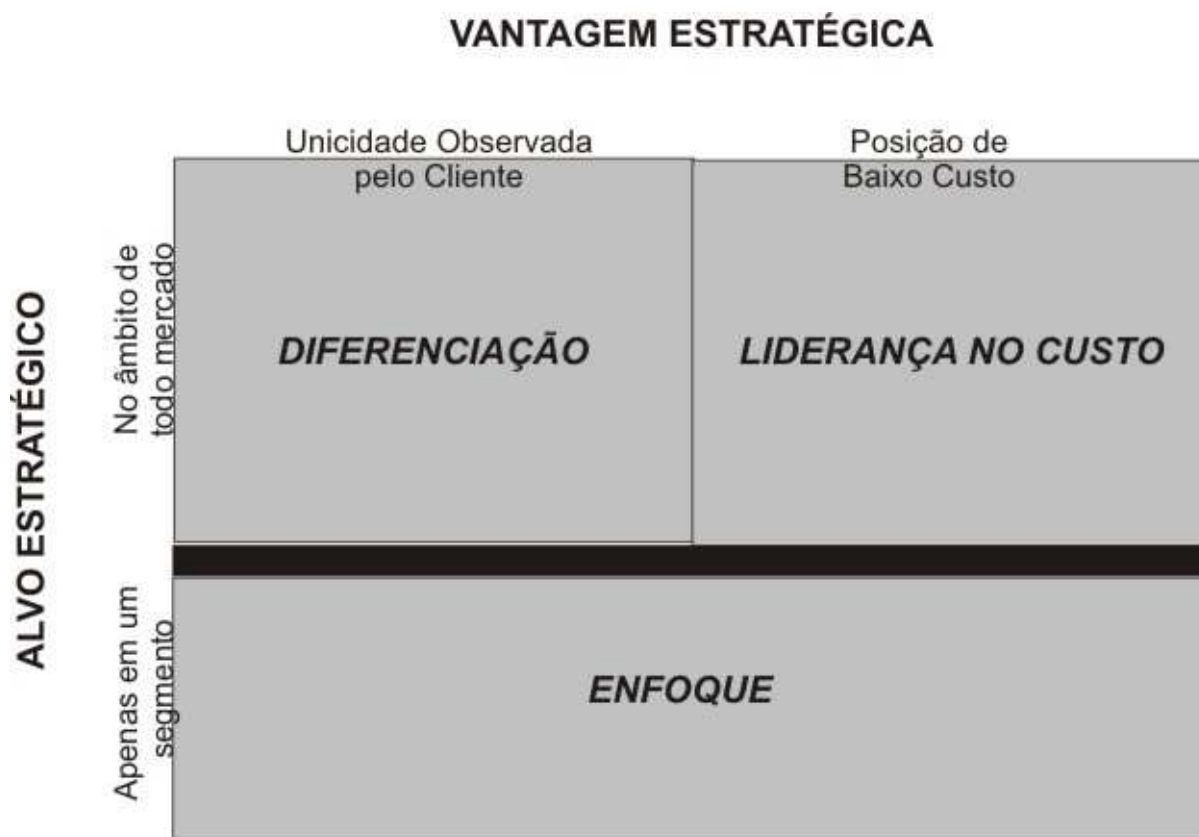 VANTAGEM ESTRATÉGICA
Unicidade Observada
pelo Cliente
Posição de
Baixo Custo
ALVO ESTRATÉGICO
No âmbito de
todo mercado
DIFERENCIAÇÃO
LIDERANÇA NO CUSTO
Apenas em um
segmento
ENFOQUE